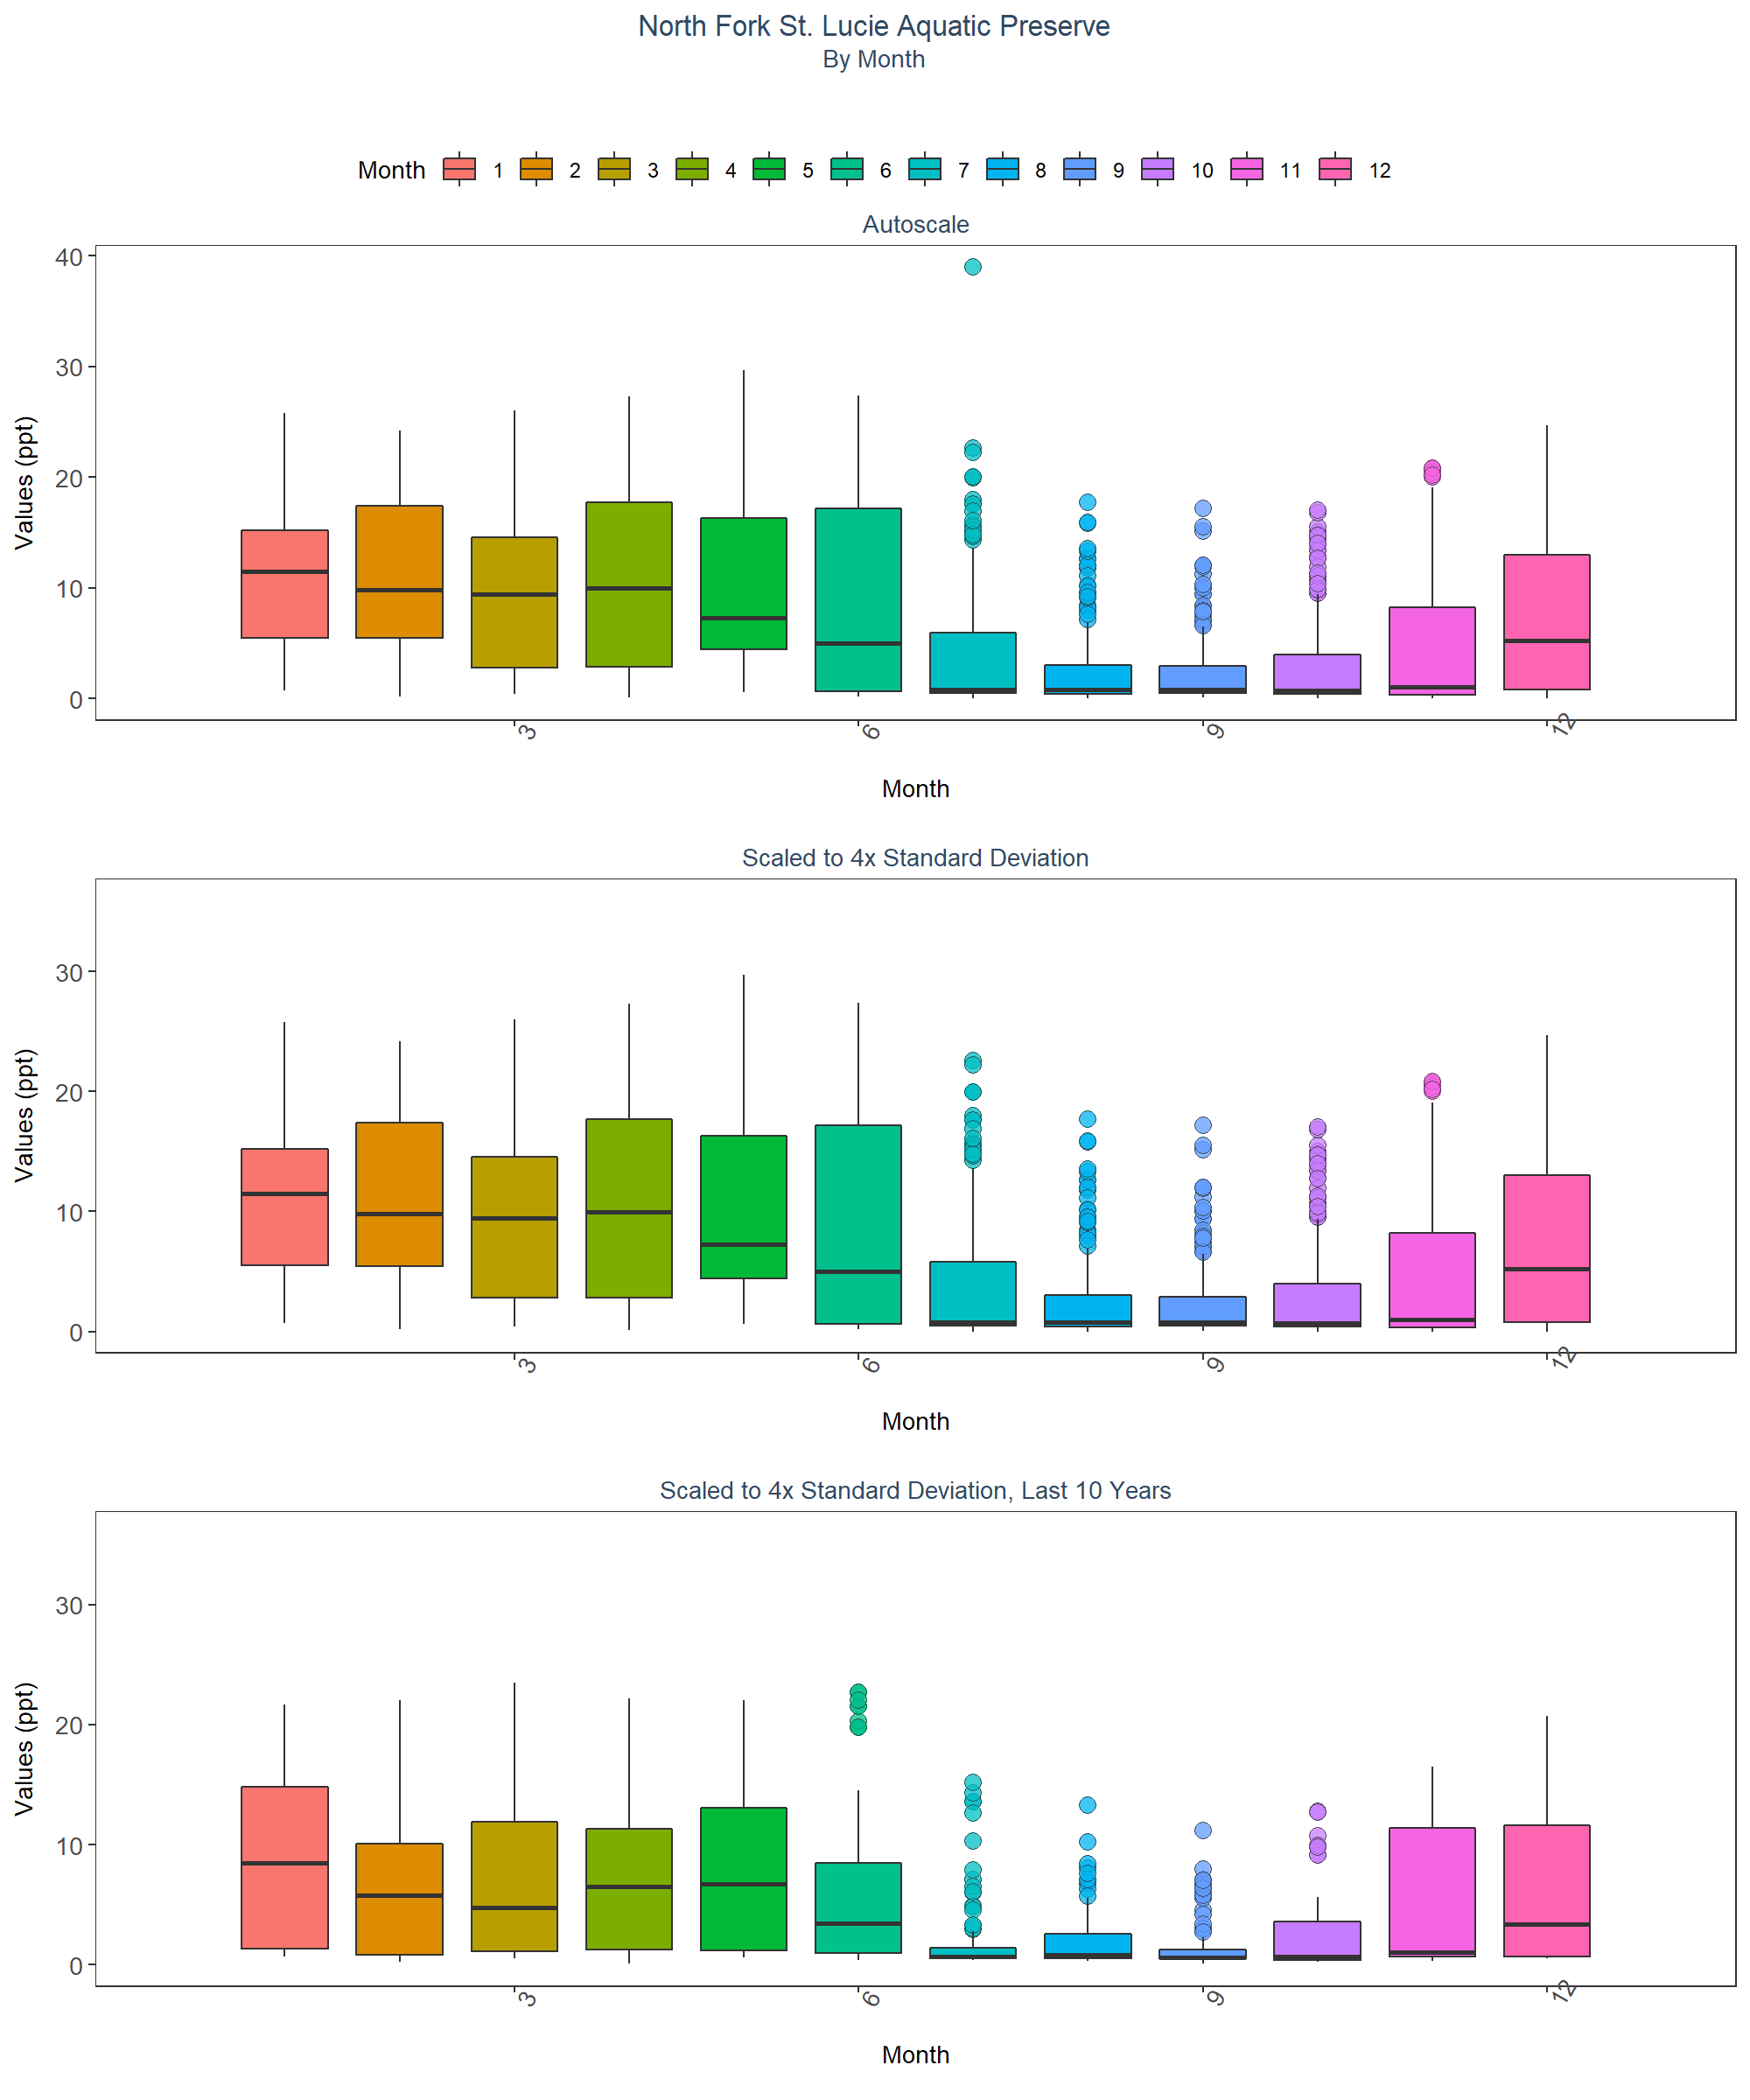 North Fork St. Lucie Aquatic Preserve
By Month
Month 1 2 3 4 5 6 7 8 9 10 11 12
Autoscale
Values (ppt)
40
30
20
10
0
3 6 9 12
Month
Scaled to 4x Standard Deviation
Values (ppt)
30
20
10
0
3 6 9 12
Month
Scaled to 4x Standard Deviation, Last 10 Years
Values (ppt)
30
20
10
0
3 6 9 12
Month